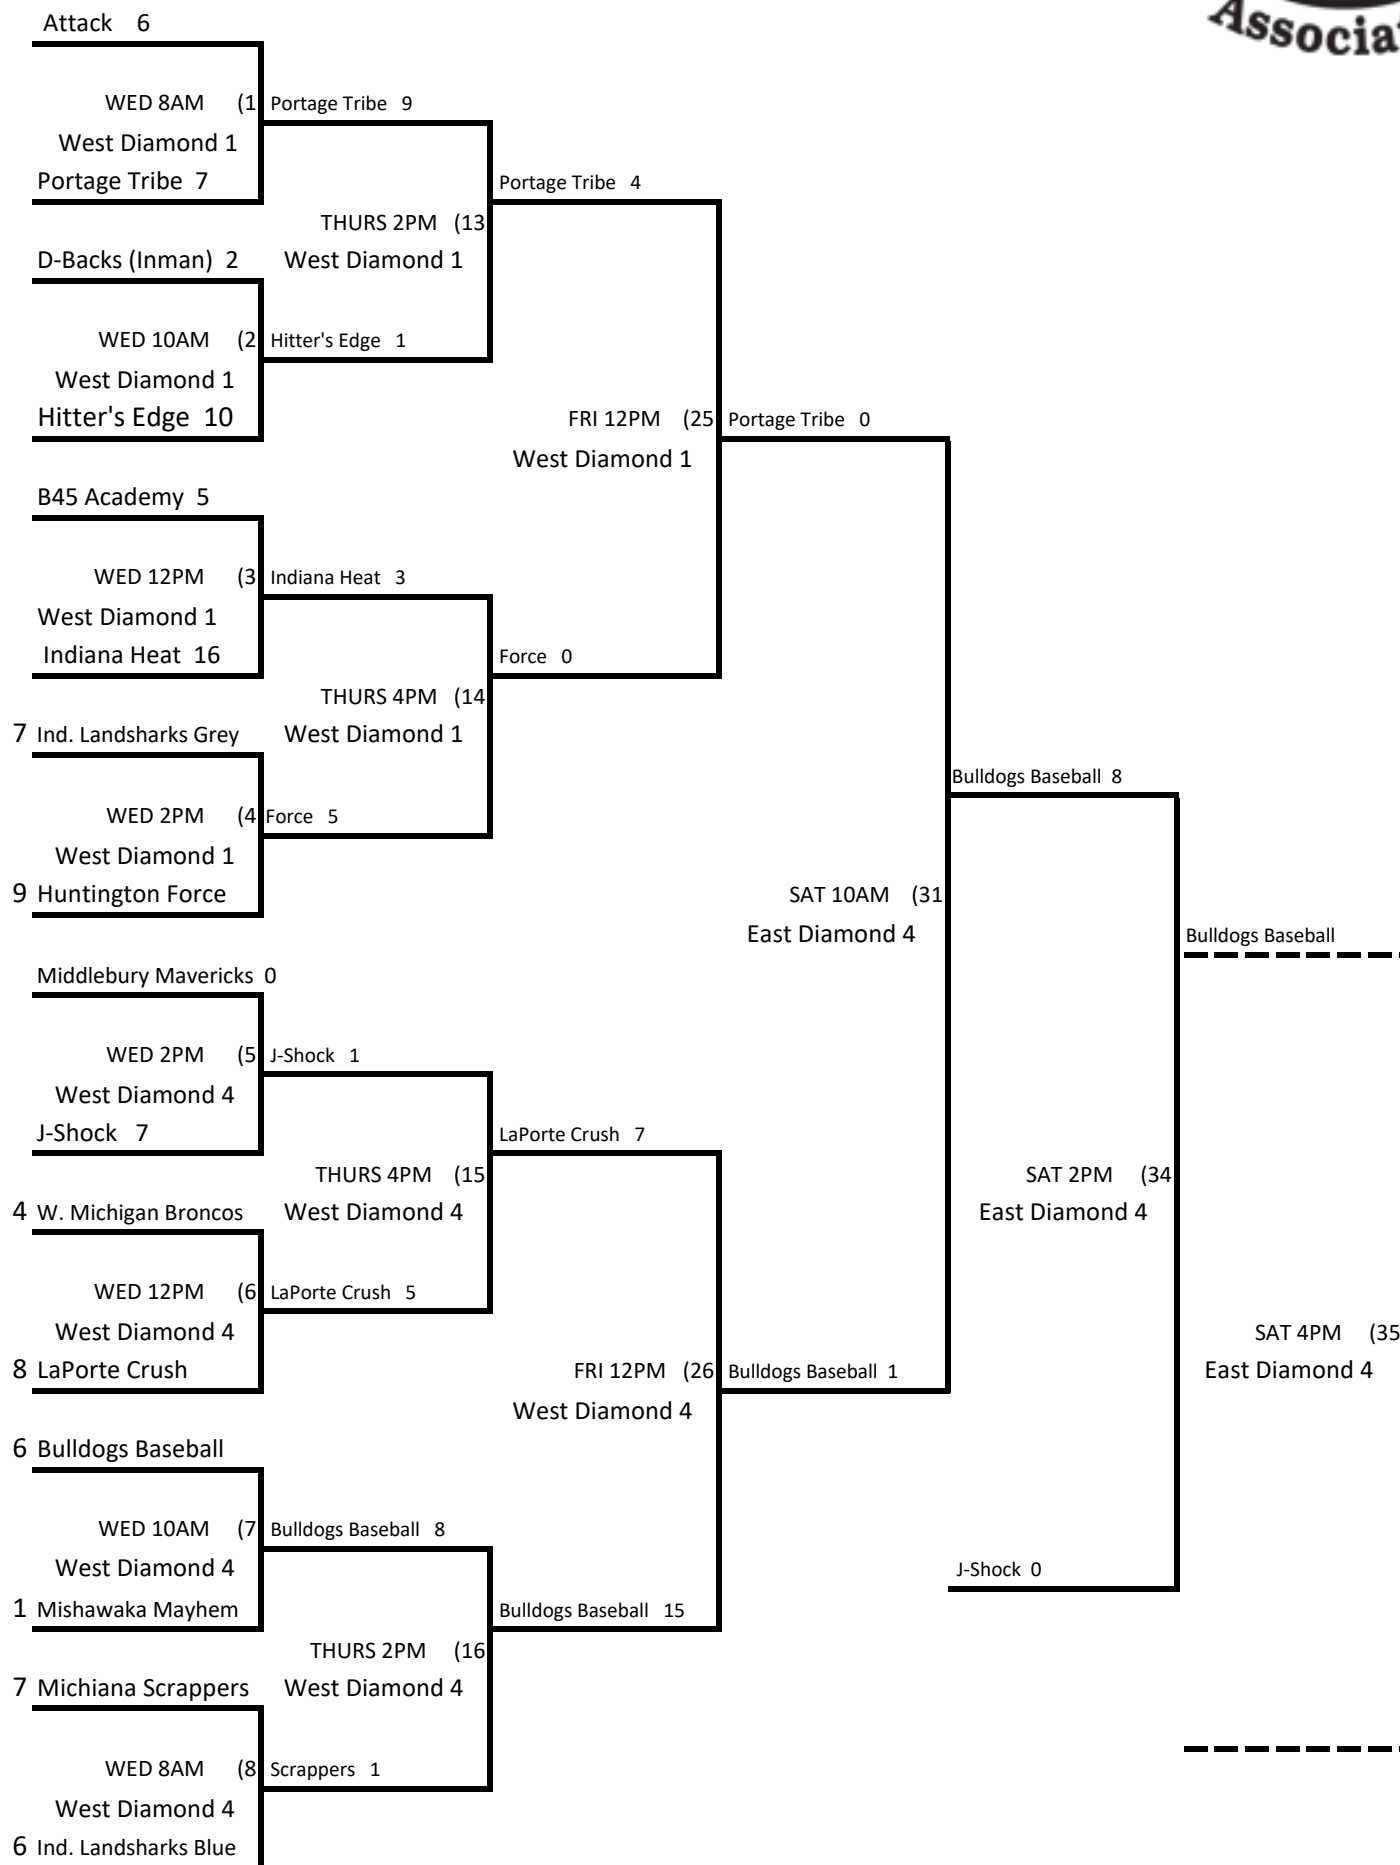 Associa
Attack 6
WED 8AM (1
West Diamond 1
Portage Tribe 7
Portage Tribe 9
D-Backs (Inman) 2
WED 10AM (2
West Diamond 1
Hitter's Edge 10
Hitter's Edge 1
THURS 2PM (13
West Diamond 1
Portage Tribe 4
B45 Academy 5
WED 12PM (3
West Diamond 1
Indiana Heat 16
Indiana Heat 3
7 Ind. Landsharks Grey
WED 2PM (4
West Diamond 1
9 Huntington Force
Force 5
THURS 4PM (14
West Diamond 1
Force 0
FRI 12PM (25
West Diamond 1
Portage Tribe 0
Middlebury Mavericks 0
WED 2PM (5
West Diamond 4
J-Shock 7
J-Shock 1
4 W. Michigan Broncos
WED 12PM (6
West Diamond 4
8 LaPorte Crush
LaPorte Crush 5
THURS 4PM (15
West Diamond 4
LaPorte Crush 7
6 Bulldogs Baseball
WED 10AM (7
West Diamond 4
1 Mishawaka Mayhem
Bulldogs Baseball 8
7 Michiana Scrappers
WED 8AM (8
West Diamond 4
6 Ind. Landsharks Blue
Scrappers 1
THURS 2PM (16
West Diamond 4
Bulldogs Baseball 15
FRI 12PM (26
West Diamond 4
Bulldogs Baseball 1
SAT 10AM (31
East Diamond 4
Bulldogs Baseball 8
J-Shock 0
SAT 2PM (34
East Diamond 4
Bulldogs Baseball
SAT 4PM (35
East Diamond 4